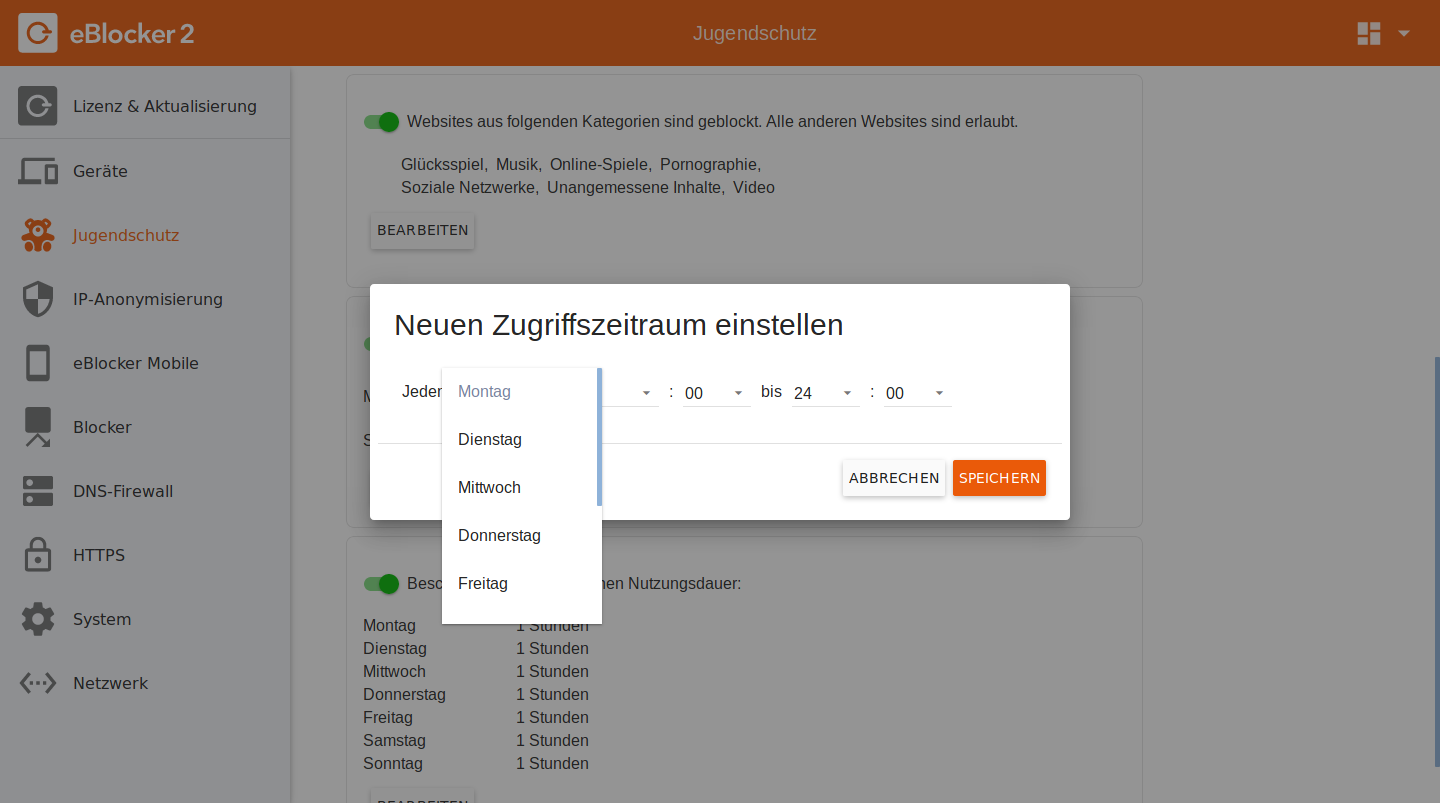 eBlocker 2
Jugendschutz
Lizenz & Aktualisierung
Geräte
Jugendschutz
IP-Anonymisierung
eBlocker Mobile
Blocker
DNS-Firewall
HTTPS
System
Netzwerk
Websites aus folgenden Kategorien sind geblockt. Alle anderen Websites sind erlaubt.
Glücksspiel, Musik, Online-Spiele, Pornographie,
Soziale Netzwerke, Unangemessene Inhalte, Video
BEARBEITEN
Neuen Zugriffszeitraum einstellen
Jeden : 00 bis 24 : 00
Montag
Dienstag
Mittwoch
Donnerstag
Freitag
ABBRECHEN SPEICHERN
Nutzungsdauer:
Montag 1 Stunden
Dienstag 1 Stunden
Mittwoch 1 Stunden
Donnerstag 1 Stunden
Freitag 1 Stunden
Samstag 1 Stunden
Sonntag 1 Stunden
BEARBEITEN